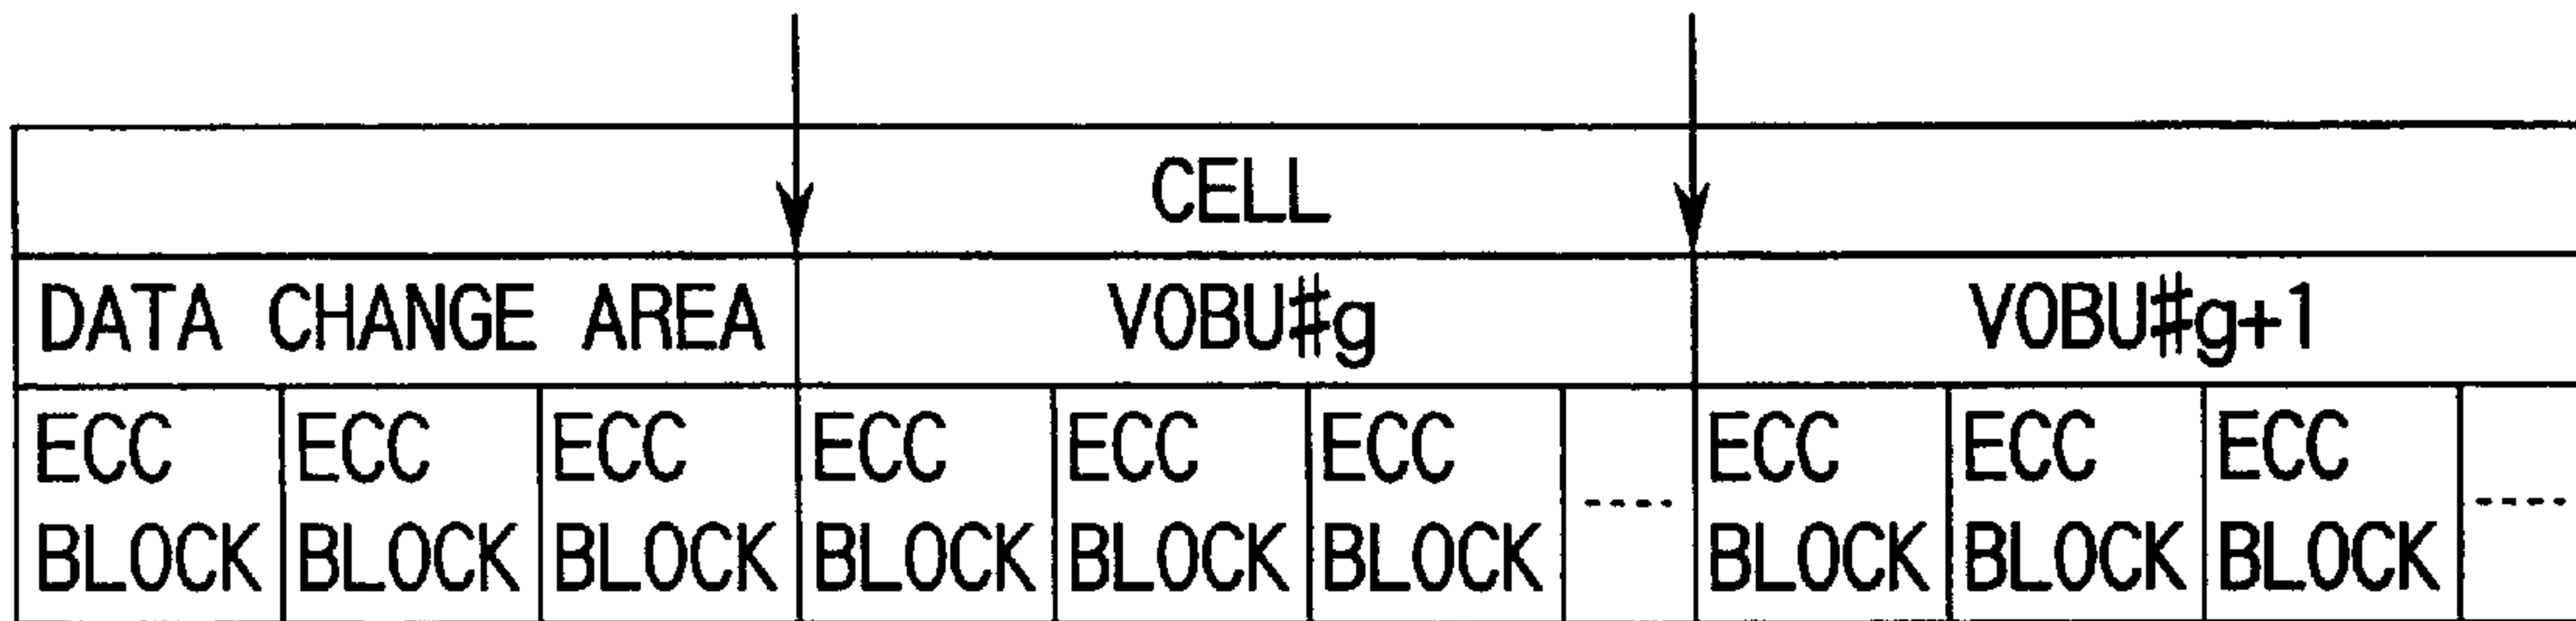 CELL
DATA CHANGE AREA VOBU#g VOBU#g+1
ECC ECC ECC ECC ECC ECC ---- ECC ECC ECC ----
BLOCK BLOCK BLOCK BLOCK BLOCK BLOCK BLOCK BLOCK BLOCK